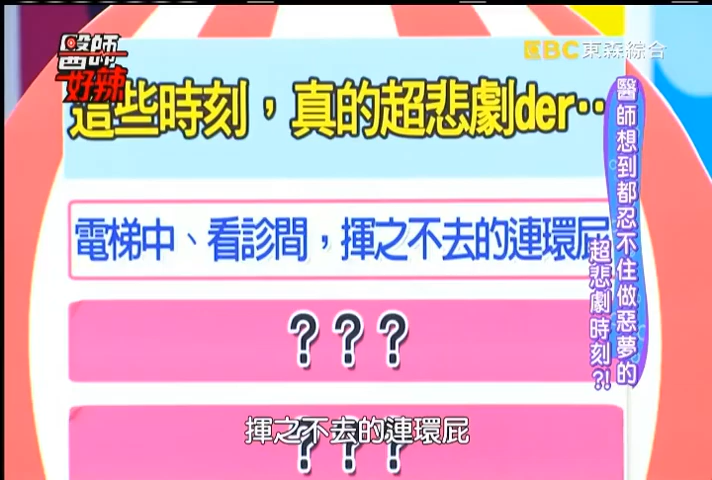 醫師
好辣
EBC東森綜合
這些時刻，真的超悲劇der…
電梯中、看診間，揮之不去的連環屁
？？？
？？？
揮之不去的連環屁
醫師想到都忍不住做惡夢的
超悲劇時刻?!